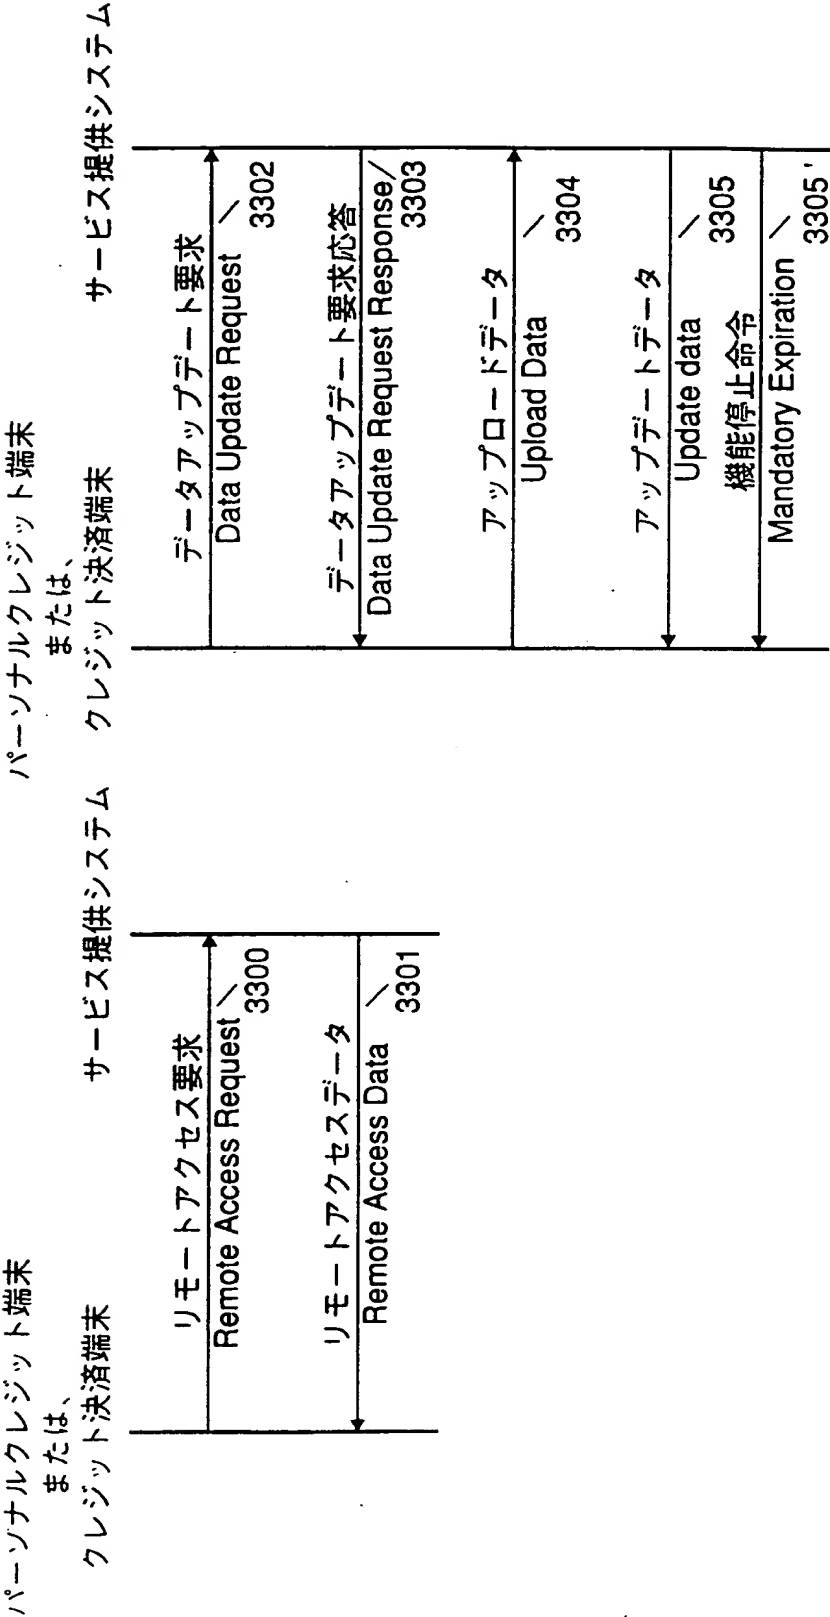 パーソナルクレジット端末
または、
クレジット決済端末
サービス提供システム
リモートアクセス要求
Remote Access Request
3300
リモートアクセスデータ
Remote Access Data
3301
パーソナルクレジット端末
または、
クレジット決済端末
サービス提供システム
データアップデート要求
Data Update Request
3302
データアップデート要求応答
Data Update Request Response
3303
アップロードデータ
Upload Data
3304
アップデートデータ
Update data
3305
機能停止命令
Mandatory Expiration
3305'